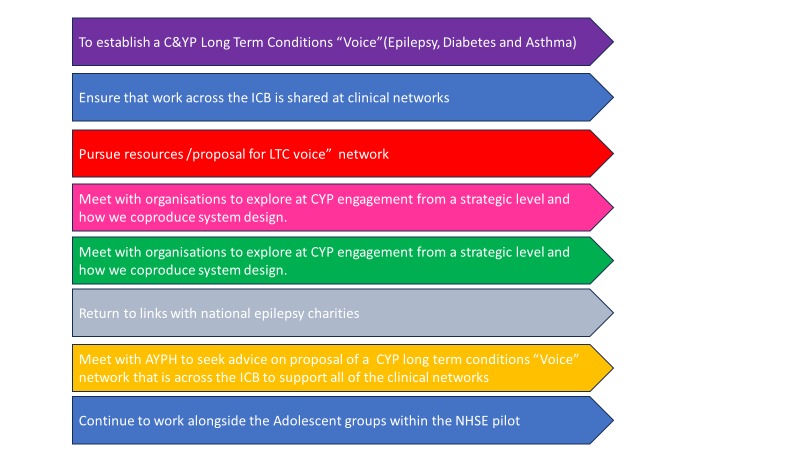 To establish a C&YP Long Term Conditions “Voice”(Epilepsy, Diabetes and Asthma)
Ensure that work across the ICB is shared at clinical networks
Pursue resources /proposal for LTC voice” network
Meet with organisations to explore at CYP engagement from a strategic level and
how we coproduce system design.
Meet with organisations to explore at CYP engagement from a strategic level and
how we coproduce system design.
Return to links with national epilepsy charities
Meet with AYPH to seek advice on proposal of a CYP long term conditions “Voice”
network that is across the ICB to support all of the clinical networks
Continue to work alongside the Adolescent groups within the NHSE pilot